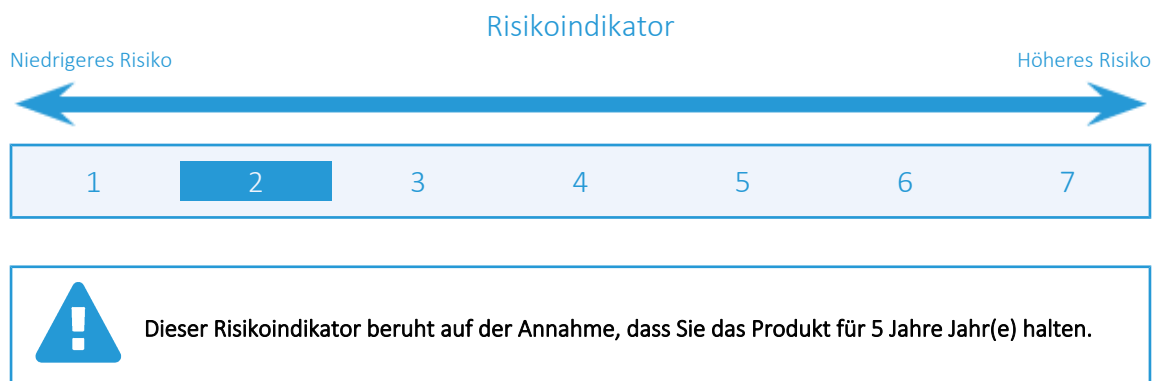 Risikoindikator
Niedrigeres Risiko Höheres Risiko
1 2 3 4 5 6 7
Dieser Risikoindikator beruht auf der Annahme, dass Sie das Produkt für 5 Jahre Jahr(e) halten.